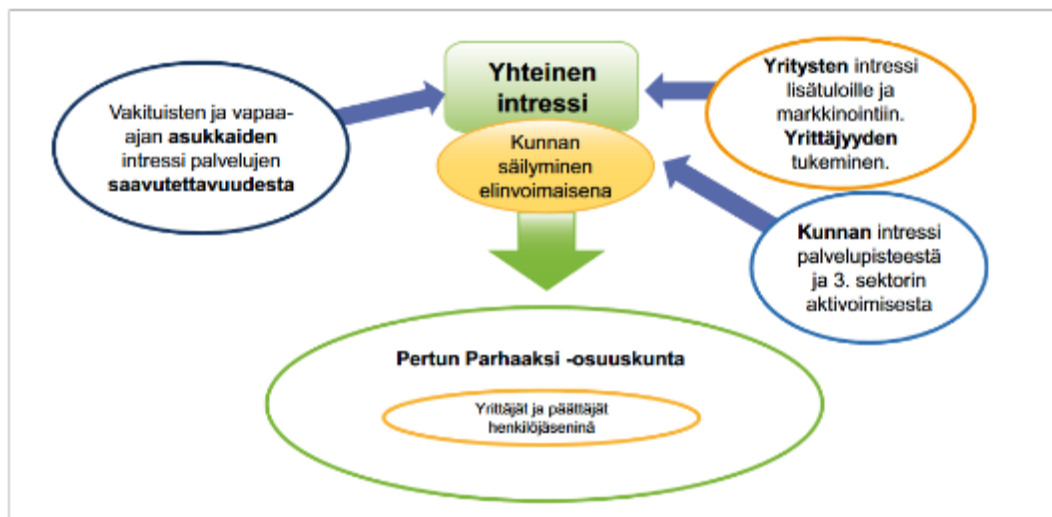 Yhteinen
intressi
Kunnan
säilyminen
elinvoimaisena
Vakituisten ja vapaa-
ajan asukkaiden
intressi palvelujen
saavutettavuudesta
Yritysten intressi
lisätuloille ja
markkinointiin.
Yrittäjyyden
tukeminen.
Kunnan intressi
palvelupisteestä
ja 3. sektorin
aktivoimisesta
Pertun Parhaaksi -osuuskunta
Yrittäjät ja päättäjät
henkilöjäseninä